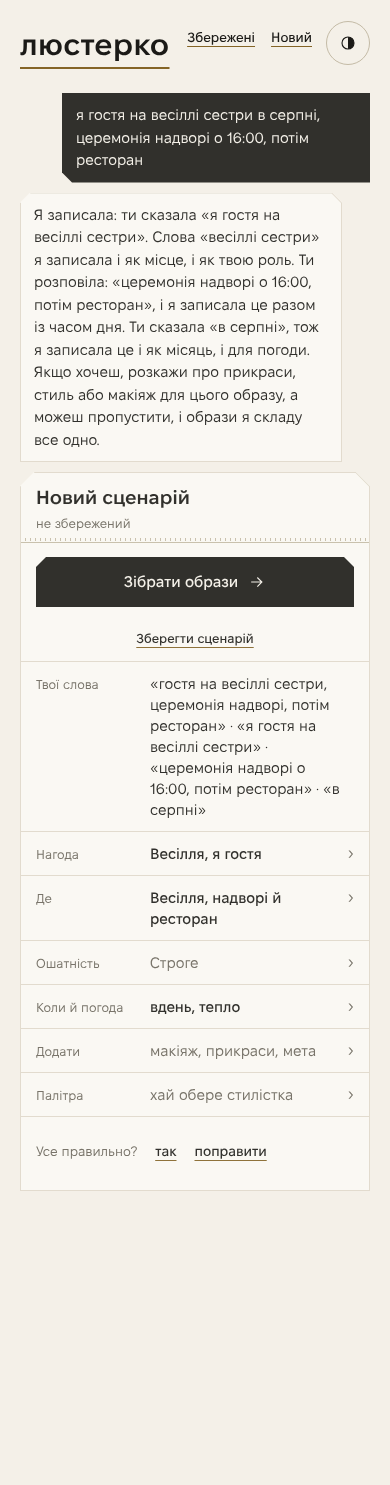 люстерко
Збережені Новий
я гостя на весіллі сестри в серпні,
церемонія надворі о 16:00, потім
ресторан
Я записала: ти сказала «я гостя на
весіллі сестри». Слова «весіллі сестри»
я записала і як місце, і як твою роль. Ти
розповіла: «церемонія надворі о 16:00,
потім ресторан», і я записала це разом
із часом дня. Ти сказала «в серпні», тож
я записала це і як місяць, і для погоди.
Якщо хочеш, розкажи про прикраси,
стиль або макіяж для цього образу, а
можеш пропустити, і образи я складу
все одно.
Новий сценарій
не збережений
Зібрати образи →
Зберегти сценарій
Твої слова «гостя на весіллі сестри,
церемонія надворі, потім
ресторан» · «я гостя на
весіллі сестри» ·
«церемонія надворі о
16:00, потім ресторан» · «в
серпні»
Нагода Весілля, я гостя ›
Де Весілля, надворі й ›
ресторан
Ошатність Строге ›
Коли й погода вдень, тепло ›
Додати макіяж, прикраси, мета ›
Палітра хай обере стилістка ›
Усе правильно? так поправити